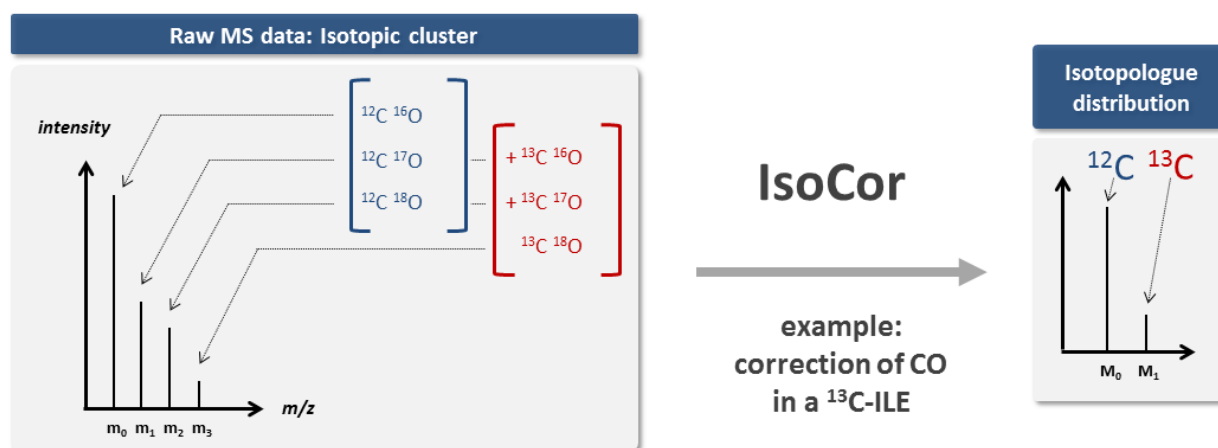 Raw MS data: Isotopic cluster
intensity
¹²C ¹⁶O
¹²C ¹⁷O + ¹³C ¹⁶O
¹²C ¹⁸O + ¹³C ¹⁷O
¹³C ¹⁸O
m/z
m₀ m₁ m₂ m₃
IsoCor
example:
correction of CO
in a ¹³C-ILE
Isotopologue
distribution
¹²C ¹³C
M₀ M₁